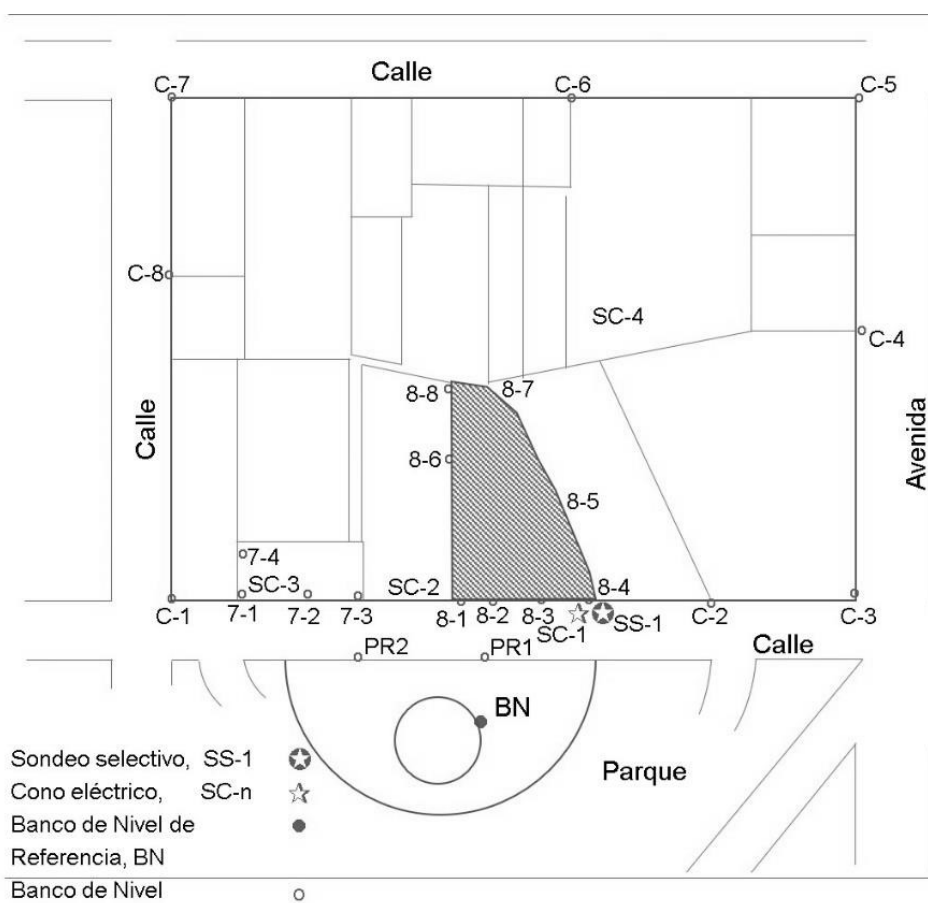 Calle
C-7
C-6
C-5
C-8
SC-4
C-4
Calle
Avenida
8-8
8-7
8-6
8-5
7-4
SC-3
SC-2
8-4
C-1
7-1
7-2
7-3
8-1
8-2
8-3
SC-1
SS-1
C-2
C-3
Calle
PR2
PR1
BN
Parque
Sondeo selectivo, SS-1
Cono eléctrico, SC-n
Banco de Nivel de
Referencia, BN
Banco de Nivel